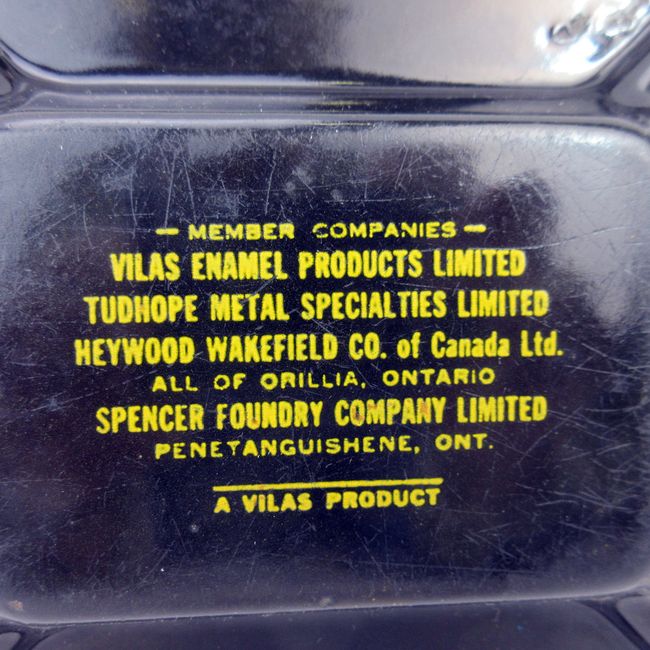 — MEMBER COMPANIES —
VILAS ENAMEL PRODUCTS LIMITED
TUDHOPE METAL SPECIALTIES LIMITED
HEYWOOD WAKEFIELD CO. of Canada Ltd.
ALL OF ORILLIA, ONTARIO
SPENCER FOUNDRY COMPANY LIMITED
PENETANGUISHENE, ONT.
A VILAS PRODUCT